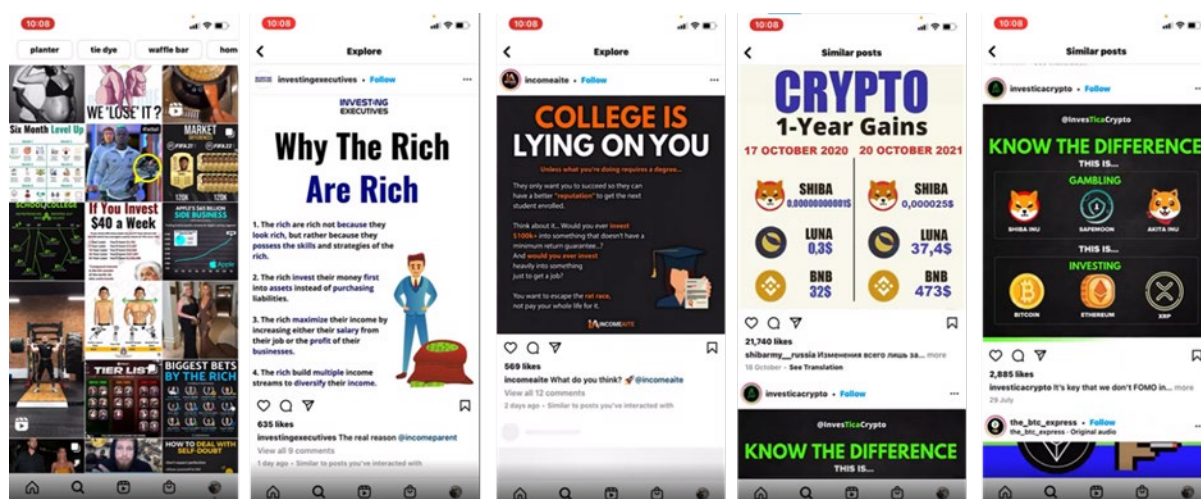 10:08
planter
tie dye
waffle bar
hom
WE 'LOSE' IT?
Six Month Level Up
MARKET
FIFA 21
FIFA 22
120K
120K
SCHOOL/COLLEGE
If You Invest
$40 a Week
APPLE'S $65 BILLION
SIDE BUSINESS
Apple
TIER LIST
BIGGEST BETS
BY THE RICH
HOW TO DEAL WITH
SELF-DOUBT
10:08
Explore
investingexecutives • Follow
INVESTING
EXECUTIVES
Why The Rich
Are Rich
1. The rich are rich not because they
look rich, but rather because they
possess the skills and strategies of the
rich.
2. The rich invest their money first
into assets instead of purchasing
liabilities.
3. The rich maximize their income by
increasing either their salary from
their job or the profit of their
businesses.
4. The rich build multiple income
streams to diversify their income.
635 likes
investingexecutives The real reason @incomeparent
View all 9 comments
1 day ago • Similar to posts you've interacted with
10:08
Explore
incomeaite • Follow
COLLEGE IS
LYING ON YOU
Unless what you're doing requires a degree...
They only want you to succeed so they can
have a better "reputation" to get the next
student enrolled.
Think about it... Would you ever invest
$100k+ into something that doesn't have a
minimum return guarantee...?
And would you ever invest
heavily into something
just to get a job?
You want to escape the rat race,
not pay your whole life for it.
INCOMEAITE
569 likes
incomeaite What do you think? 🚀@incomeaite
View all 12 comments
2 days ago • Similar to posts you've interacted with
10:08
Similar posts
CRYPTO
1-Year Gains
17 OCTOBER 2020 20 OCTOBER 2021
SHIBA
SHIBA
0,000025$
LUNA
0,3$
LUNA
37,4$
BNB
32$
BNB
473$
21,740 likes
shibarmy__russia Изменения всего лишь за... more
18 October • See Translation
investicacrypto • Follow
@InvesTicaCrypto
KNOW THE DIFFERENCE
THIS IS...
10:08
Similar posts
investicacrypto • Follow
@InvesTicaCrypto
KNOW THE DIFFERENCE
THIS IS...
GAMBLING
SHIBA INU
SAFEMOON
AKITA INU
THIS IS...
INVESTING
BITCOIN
ETHEREUM
XRP
2,885 likes
investicacrypto It's key that we don't FOMO in... more
29 July
the_btc_express • Follow
the_btc_express • Original audio